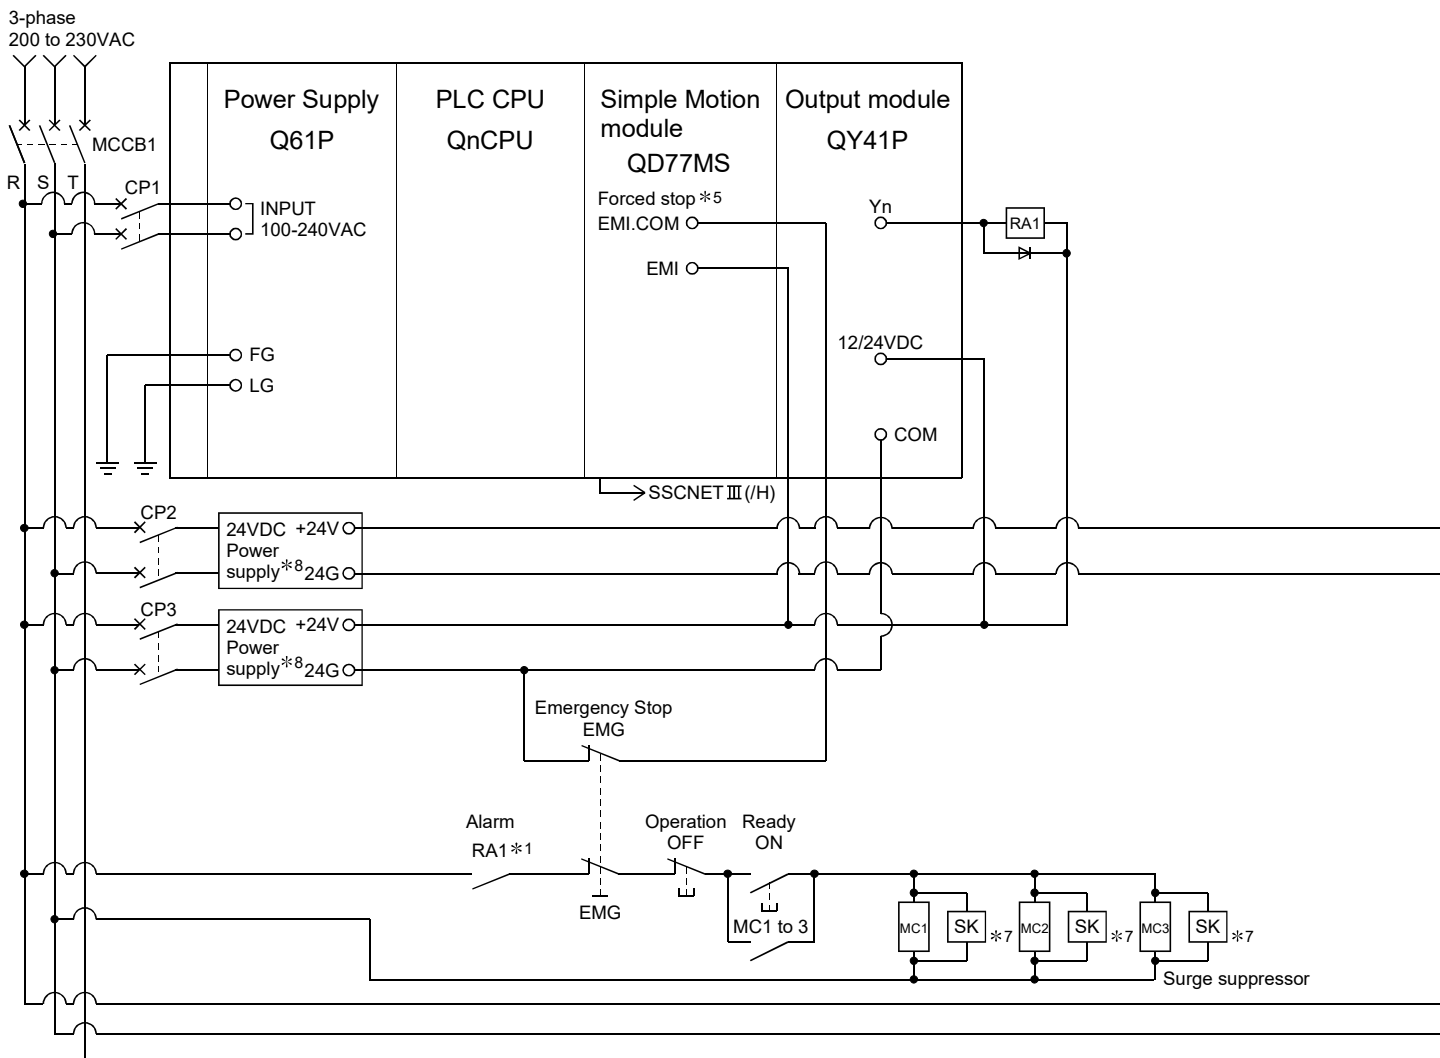 3-phase
200 to 230VAC
MCCB1
R S T
CP1
Power Supply
Q61P
INPUT
100-240VAC
FG
LG
PLC CPU
QnCPU
Simple Motion
module
QD77MS
Forced stop *5
EMI.COM
EMI
Output module
QY41P
Yn
12/24VDC
COM
RA1
SSCNETⅢ(/H)
CP2
24VDC +24V
Power
supply*8 24G
CP3
24VDC +24V
Power
supply*8 24G
Emergency Stop
EMG
Alarm
RA1*1
EMG
Operation
OFF
Ready
ON
MC1 to 3
MC1
SK
*7
MC2
SK
*7
MC3
SK
*7
Surge suppressor